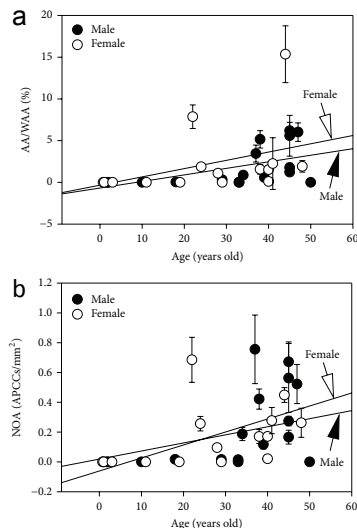 a
20
15
10
5
0
−5
AA/WAA (%)
Male
Female
Female
Male
0 10 20 30 40 50 60
Age (years old)
b
1.2
1.0
0.8
0.6
0.4
0.2
0.0
−0.2
NOA (APCCs/mm²)
Male
Female
Female
Male
0 10 20 30 40 50 60
Age (years old)